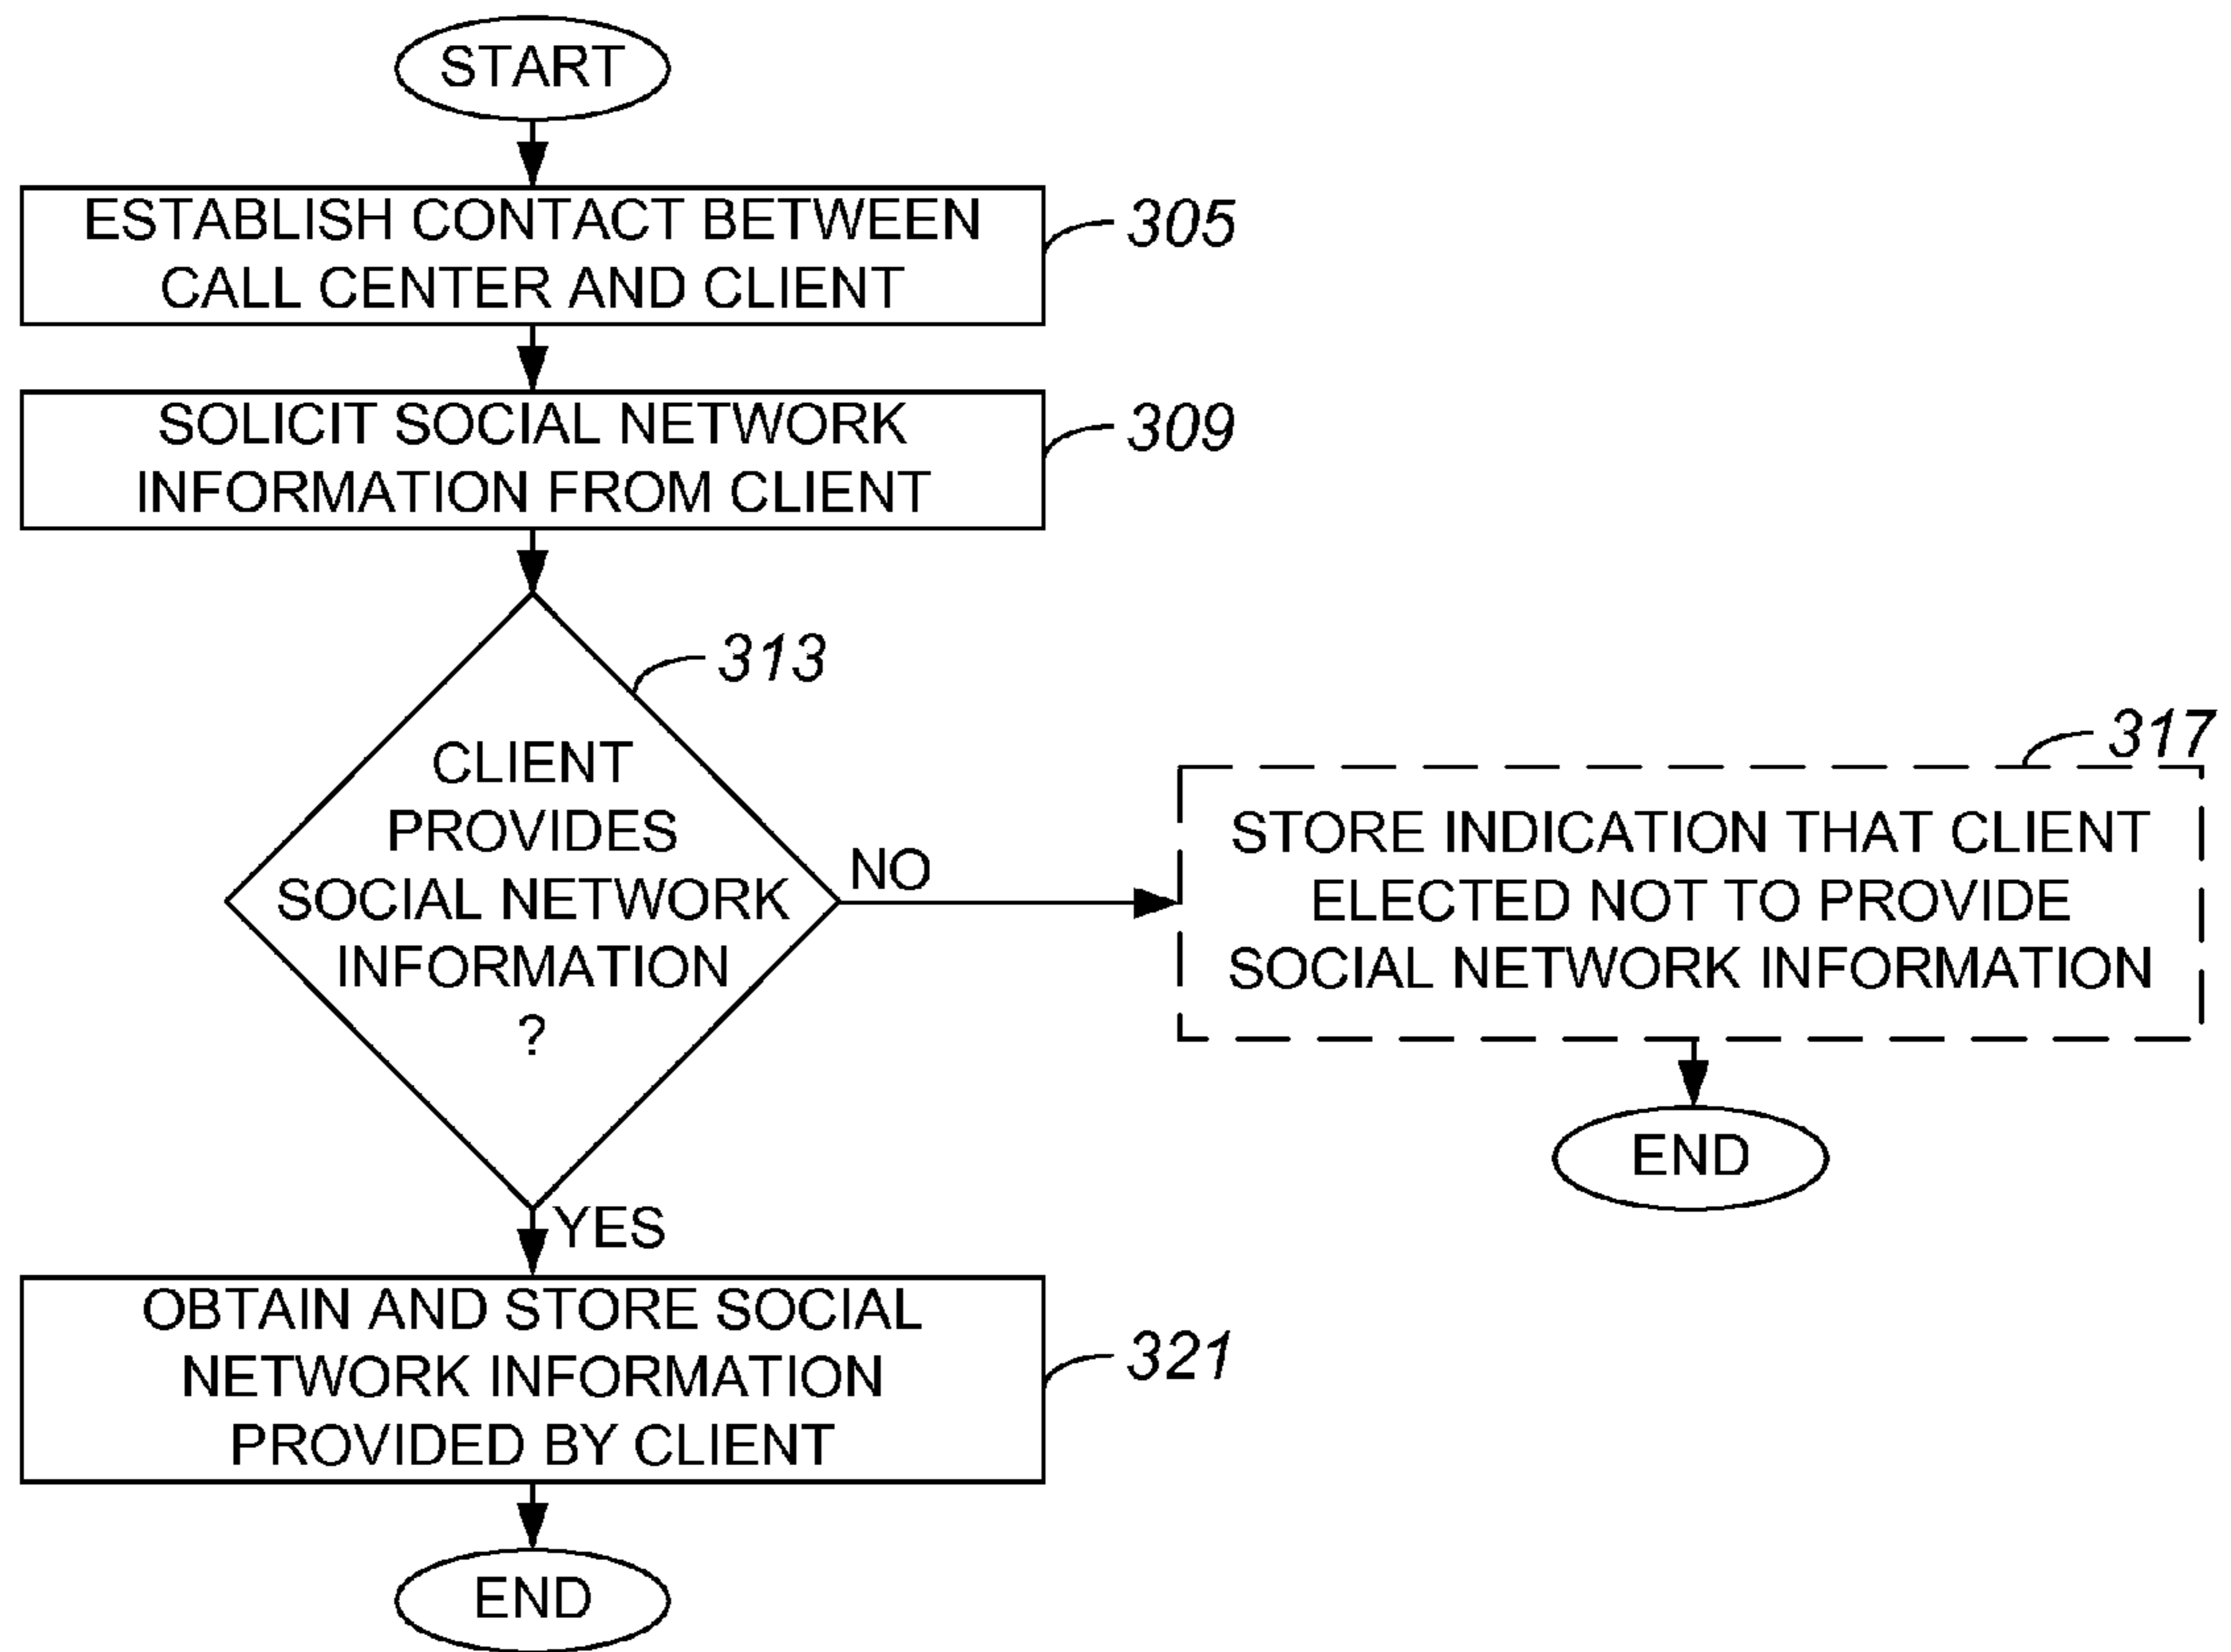 START
ESTABLISH CONTACT BETWEEN
CALL CENTER AND CLIENT
305
SOLICIT SOCIAL NETWORK
INFORMATION FROM CLIENT
309
313
CLIENT
PROVIDES
SOCIAL NETWORK
INFORMATION
?
NO
317
STORE INDICATION THAT CLIENT
ELECTED NOT TO PROVIDE
SOCIAL NETWORK INFORMATION
END
YES
OBTAIN AND STORE SOCIAL
NETWORK INFORMATION
PROVIDED BY CLIENT
321
END